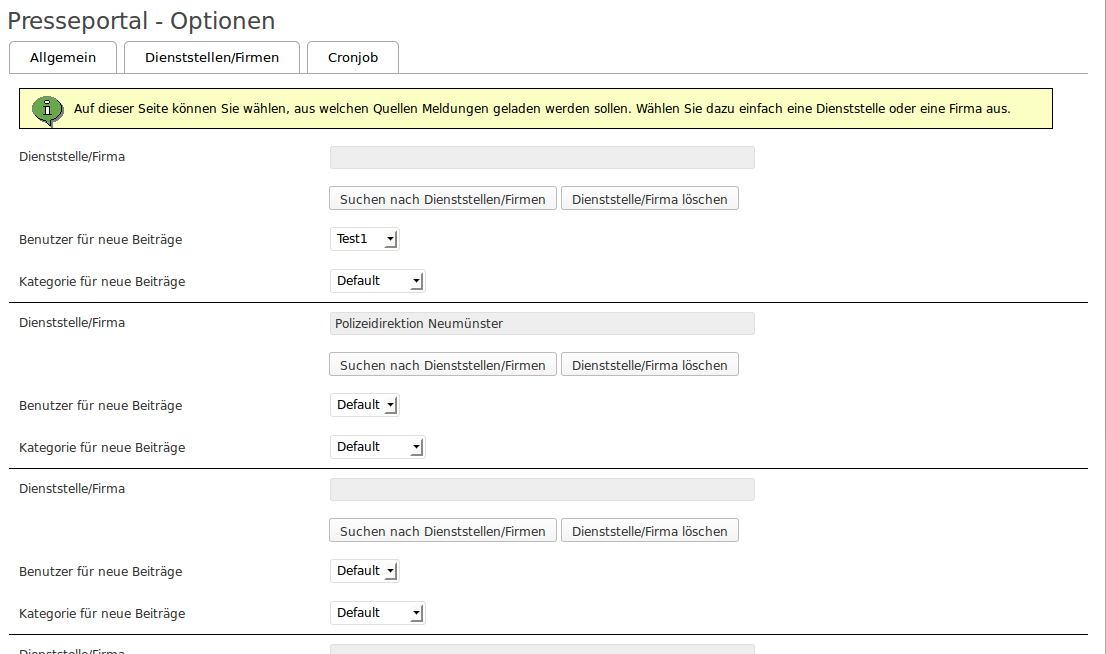 Presseportal - Optionen
Allgemein Dienststellen/Firmen Cronjob
Auf dieser Seite können Sie wählen, aus welchen Quellen Meldungen geladen werden sollen. Wählen Sie dazu einfach eine Dienststelle oder eine Firma aus.
Dienststelle/Firma
Suchen nach Dienststellen/Firmen Dienststelle/Firma löschen
Benutzer für neue Beiträge Test1
Kategorie für neue Beiträge Default
Dienststelle/Firma Polizeidirektion Neumünster
Suchen nach Dienststellen/Firmen Dienststelle/Firma löschen
Benutzer für neue Beiträge Default
Kategorie für neue Beiträge Default
Dienststelle/Firma
Suchen nach Dienststellen/Firmen Dienststelle/Firma löschen
Benutzer für neue Beiträge Default
Kategorie für neue Beiträge Default
Dienststelle/Firma